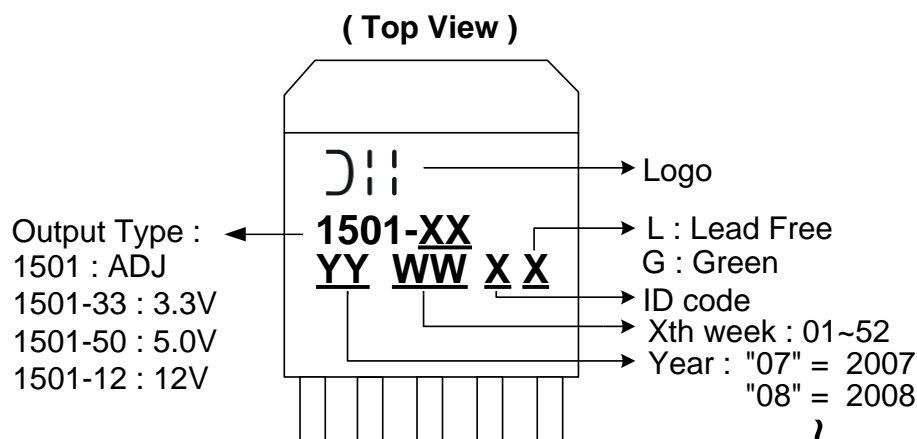 ( Top View )
Logo
1501-XX
YY WW X X
Output Type :
1501 : ADJ
1501-33 : 3.3V
1501-50 : 5.0V
1501-12 : 12V
L : Lead Free
G : Green
ID code
Xth week : 01~52
Year : "07" = 2007
"08" = 2008
~